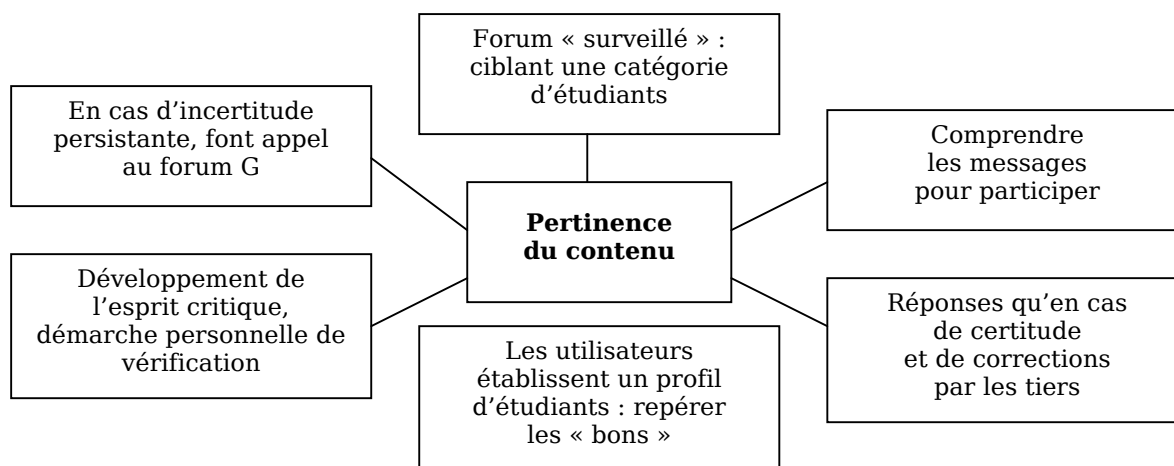 Forum « surveillé » :
ciblant une catégorie
d’étudiants
En cas d’incertitude
persistante, font appel
au forum G
Comprendre
les messages
pour participer
Pertinence
du contenu
Développement de
l’esprit critique,
démarche personnelle de
vérification
Réponses qu’en cas
de certitude
et de corrections
par les tiers
Les utilisateurs
établissent un profil
d’étudiants : repérer
les « bons »